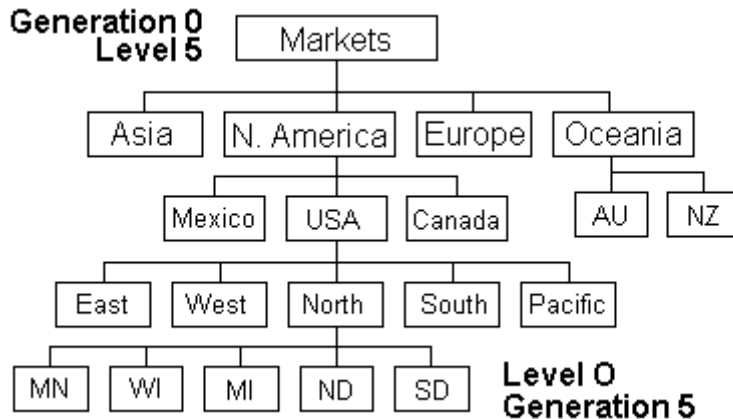 Generation 0
Level 5
Markets
Asia
N. America
Europe
Oceania
Mexico
USA
Canada
AU
NZ
East
West
North
South
Pacific
MN
WI
MI
ND
SD
Level O
Generation 5